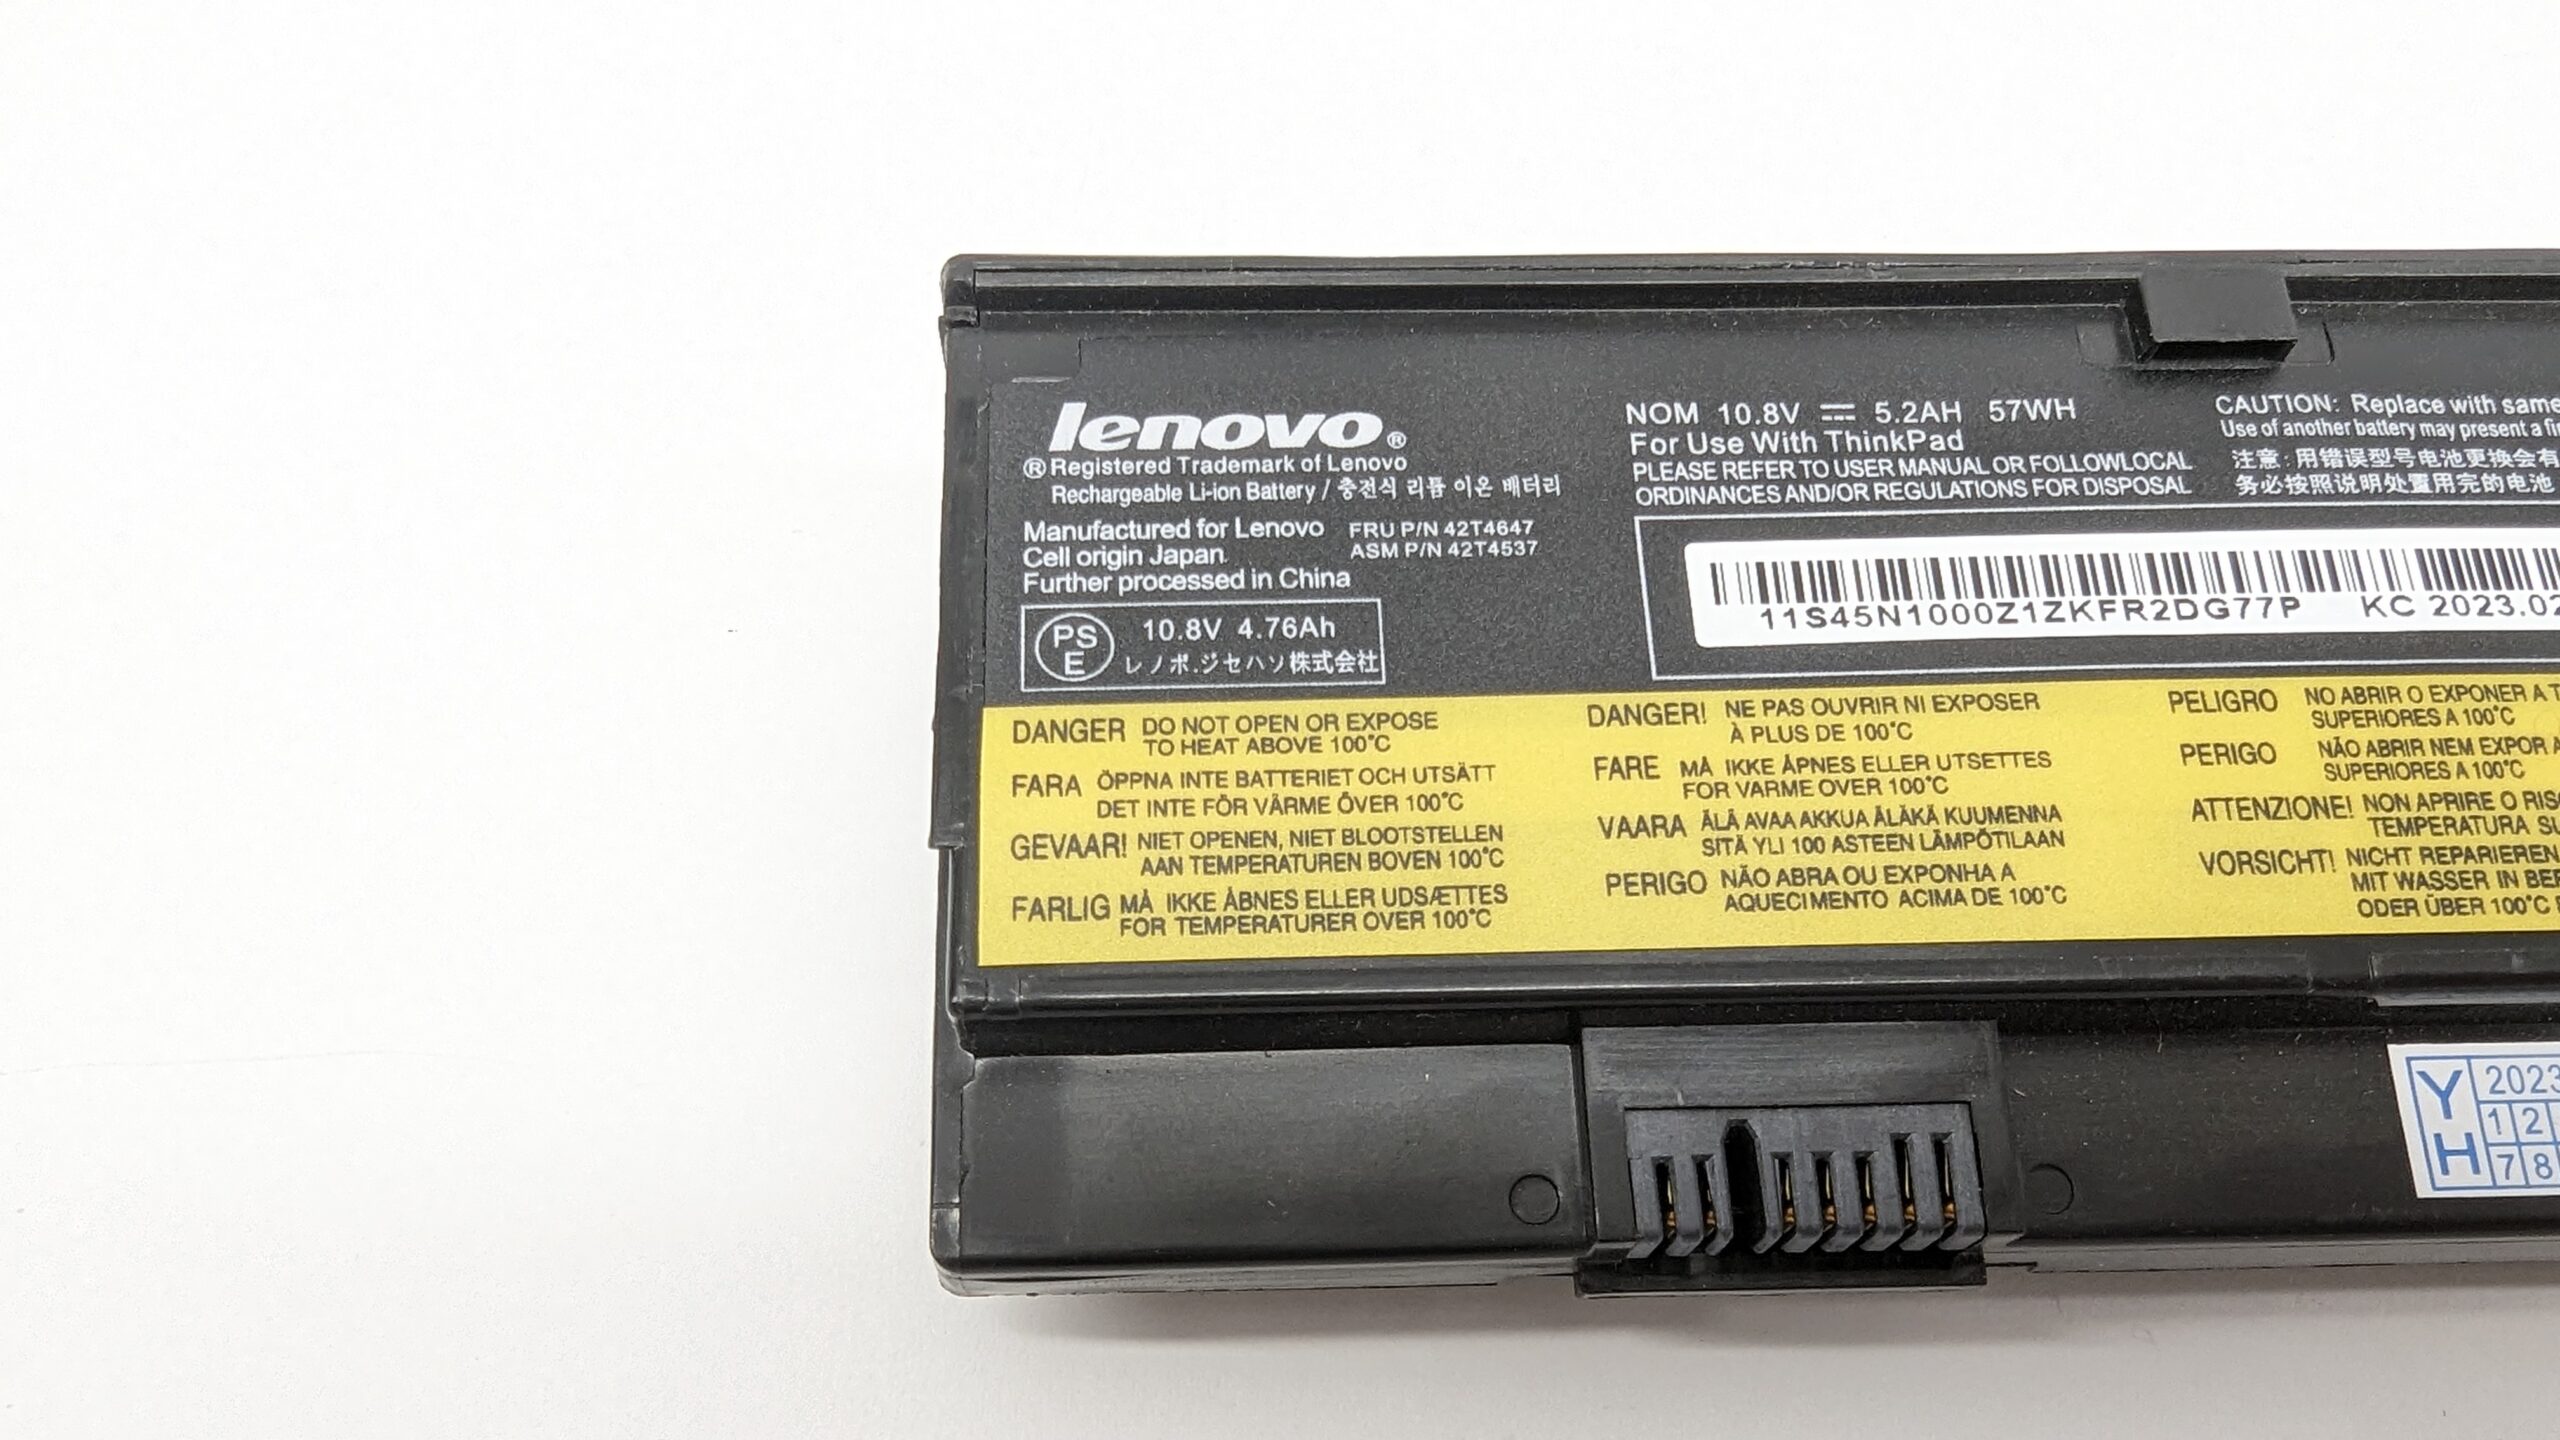 lenovo®
® Registered Trademark of Lenovo
Rechargeable Li-ion Battery / 충전식 리튬 이온 배터리
Manufactured for Lenovo FRU P/N 42T4647
Cell origin Japan. ASM P/N 42T4537
Further processed in China
PS
E
10.8V 4.76Ah
レノボ.ジセハソ株式会社
NOM 10.8V 5.2AH 57WH
For Use With ThinkPad
PLEASE REFER TO USER MANUAL OR FOLLOWLOCAL
ORDINANCES AND/OR REGULATIONS FOR DISPOSAL
CAUTION: Replace with same
Use of another battery may present a
注意:用错误型号电池更换会有
务必按照说明处置用完的电池
11S45N1000Z1ZKFR2DG77P KC 2023.02
DANGER DO NOT OPEN OR EXPOSE
TO HEAT ABOVE 100°C
FARA ÖPPNA INTE BATTERIET OCH UTSÄTT
DET INTE FÖR VÄRME ÖVER 100°C
GEVAAR! NIET OPENEN, NIET BLOOTSTELLEN
AAN TEMPERATUREN BOVEN 100°C
FARLIG MÅ IKKE ÅBNES ELLER UDSÆTTES
FOR TEMPERATURER OVER 100°C
DANGER! NE PAS OUVRIR NI EXPOSER
À PLUS DE 100°C
FARE MÅ IKKE ÅPNES ELLER UTSETTES
FOR VARME OVER 100°C
VAARA ÄLÄ AVAA AKKUA ÄLÄKÄ KUUMENNA
SITÄ YLI 100 ASTEEN LÄMPÖTILAAN
PERIGO NÃO ABRA OU EXPONHA A
AQUECIMENTO ACIMA DE 100°C
PELIGRO NO ABRIR O EXPONER A T
SUPERIORES A 100°C
PERIGO NÃO ABRIR NEM EXPOR A
SUPERIORES A 100°C
ATTENZIONE! NON APRIRE O RIS
TEMPERATURA SU
VORSICHT! NICHT REPARIEREN
MIT WASSER IN BE
ODER ÜBER 100°C
Y H
2023
1 2
7 8